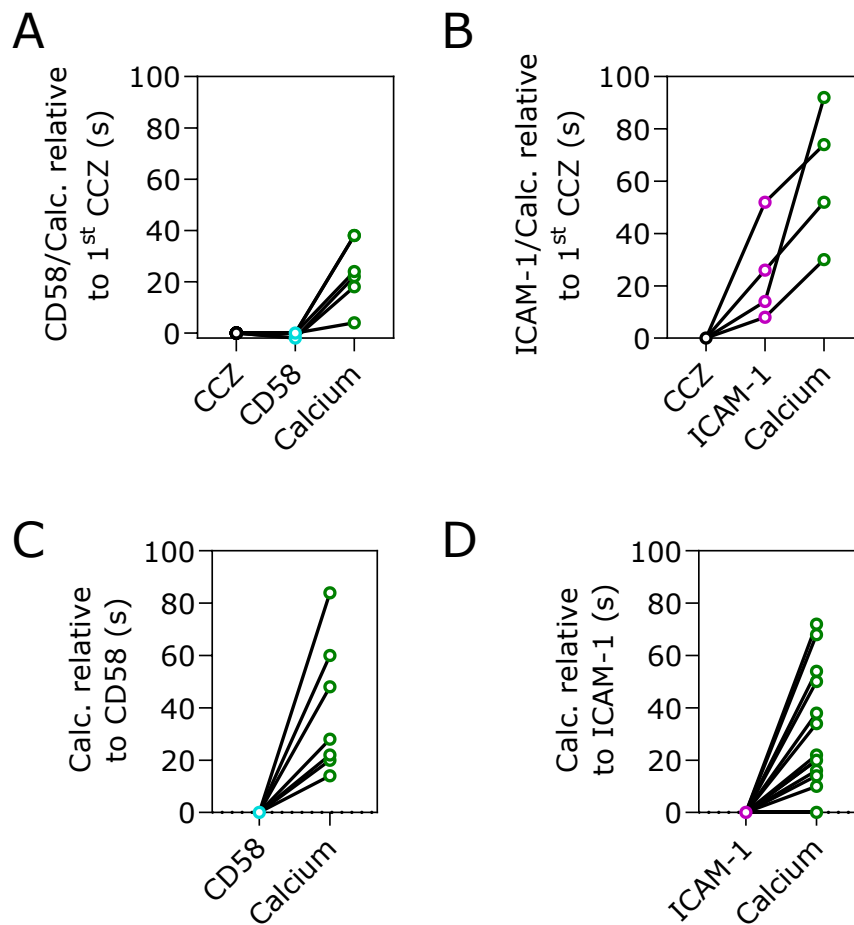 A
CD58/Calc. relative
to 1st CCZ (s)
100
80
60
40
20
0
CCZ
CD58
Calcium
B
ICAM-1/Calc. relative
to 1st CCZ (s)
100
80
60
40
20
0
CCZ
ICAM-1
Calcium
C
Calc. relative
to CD58 (s)
100
80
60
40
20
0
CD58
Calcium
D
Calc. relative
to ICAM-1 (s)
100
80
60
40
20
0
ICAM-1
Calcium